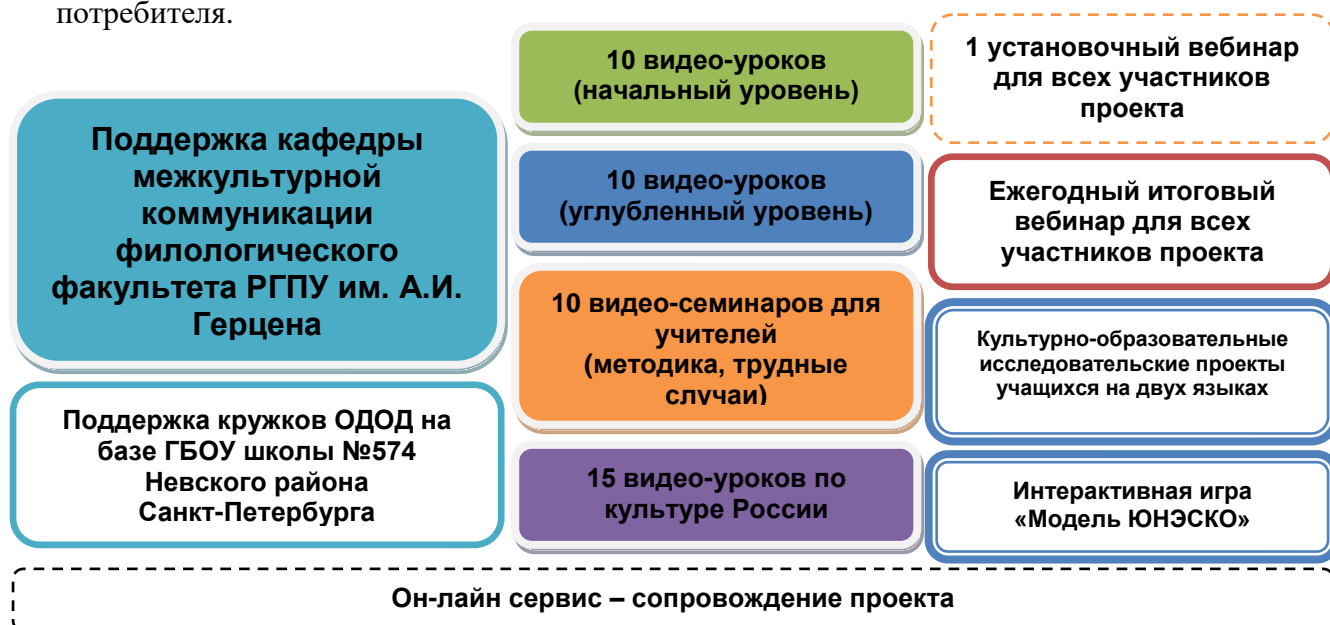 потребителя.
Поддержка кафедры
межкультурной
коммуникации
филологического
факультета РГПУ им. А.И.
Герцена
Поддержка кружков ОДОД на
базе ГБОУ школы №574
Невского района
Санкт-Петербурга
10 видео-уроков
(начальный уровень)
10 видео-уроков
(углубленный уровень)
10 видео-семинаров для
учителей
(методика, трудные
случаи)
15 видео-уроков по
культуре России
1 установочный вебинар
для всех участников
проекта
Ежегодный итоговый
вебинар для всех
участников проекта
Культурно-образовательные
исследовательские проекты
учащихся на двух языках
Интерактивная игра
«Модель ЮНЭСКО»
Он-лайн сервис – сопровождение проекта